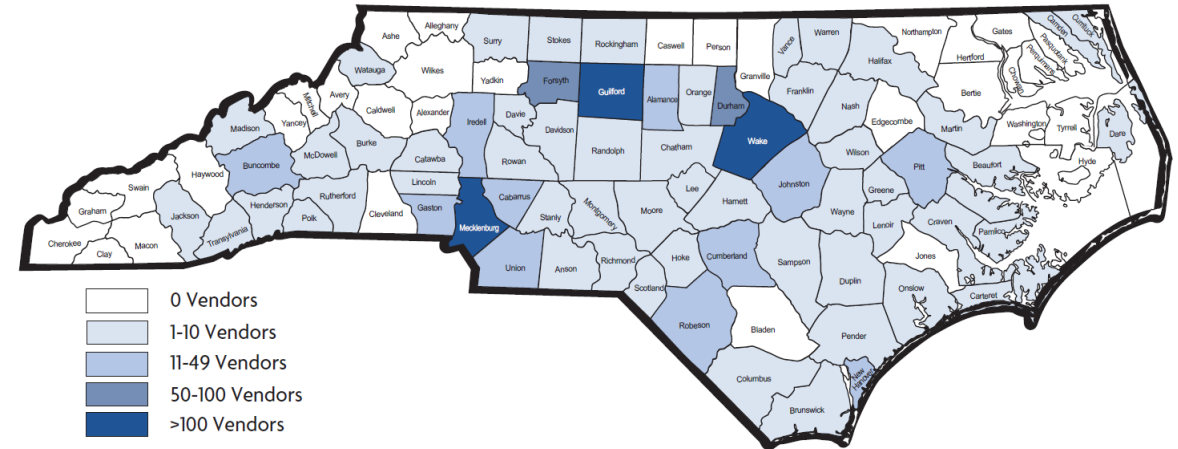 Alleghany
Ashe
Surry
Stokes
Rockingham
Caswell
Person
Vance
Warren
Northampton
Gates
Camden
Currituck
Pasquotank
Perquimans
Hertford
Chowan
Watauga
Wilkes
Yadkin
Forsyth
Guilford
Alamance
Orange
Durham
Granville
Franklin
Halifax
Bertie
Mitchell
Avery
Caldwell
Alexander
Iredell
Davie
Davidson
Randolph
Chatham
Wake
Nash
Edgecombe
Martin
Washington
Tyrrell
Dare
Yancey
Madison
Burke
Catawba
Rowan
Wilson
Pitt
Beaufort
Hyde
McDowell
Buncombe
Haywood
Swain
Lincoln
Lee
Johnston
Greene
Graham
Jackson
Henderson
Rutherford
Polk
Cleveland
Gaston
Cabarrus
Stanly
Montgomery
Moore
Harnett
Wayne
Lenoir
Craven
Pamlico
Transylvania
Mecklenburg
Cherokee
Clay
Macon
Union
Anson
Richmond
Hoke
Cumberland
Sampson
Duplin
Jones
Onslow
Carteret
Scotland
Robeson
Bladen
Pender
Columbus
New
Hanover
Brunswick
0 Vendors
1-10 Vendors
11-49 Vendors
50-100 Vendors
>100 Vendors